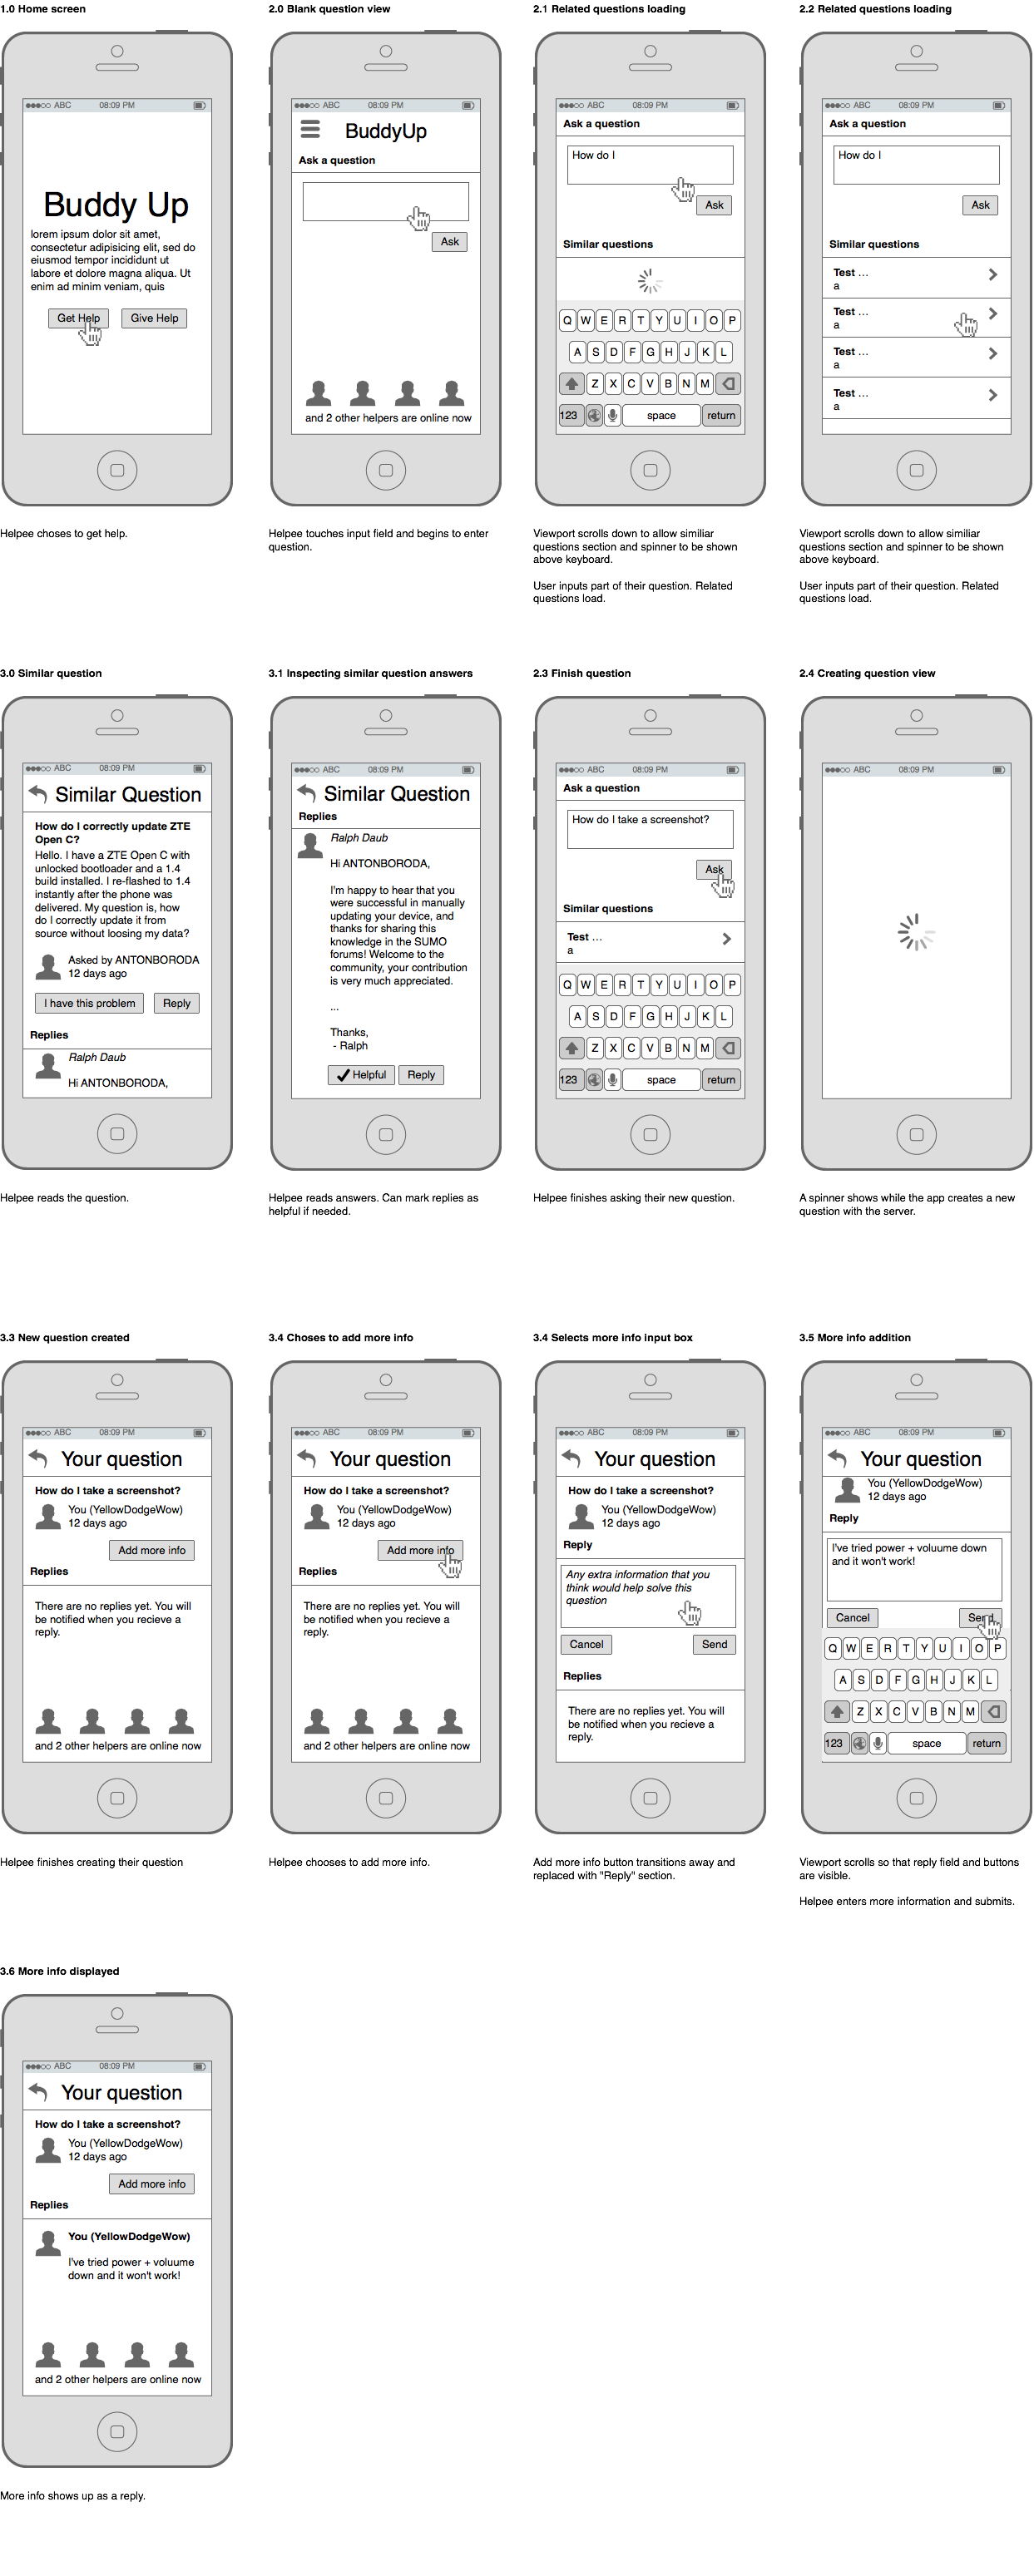 1.0 Home screen
ABC 08:09 PM
Buddy Up
lorem ipsum dolor sit amet,
consectetur adipisicing elit, sed do
eiusmod tempor incididunt ut
labore et dolore magna aliqua. Ut
enim ad minim veniam, quis
Get Help Give Help
Helpee choses to get help.
2.0 Blank question view
ABC 08:09 PM
BuddyUp
Ask a question
Ask
and 2 other helpers are online now
Helpee touches input field and begins to enter
question.
2.1 Related questions loading
ABC 08:09 PM
Ask a question
How do I
Ask
Similar questions
Q W E R T Y U I O P
A S D F G H J K L
Z X C V B N M
123 space return
Viewport scrolls down to allow similiar
questions section and spinner to be shown
above keyboard.
User inputs part of their question. Related
questions load.
2.2 Related questions loading
ABC 08:09 PM
Ask a question
How do I
Ask
Similar questions
Test ...
a
Test ...
a
Test ...
a
Test ...
a
Viewport scrolls down to allow similiar
questions section and spinner to be shown
above keyboard.
User inputs part of their question. Related
questions load.
3.0 Similar question
ABC 08:09 PM
Similar Question
How do I correctly update ZTE
Open C?
Hello. I have a ZTE Open C with
unlocked bootloader and a 1.4
build installed. I re-flashed to 1.4
instantly after the phone was
delivered. My question is, how
do I correctly update it from
source without loosing my data?
Asked by ANTONBORODA
12 days ago
I have this problem Reply
Replies
Ralph Daub
Hi ANTONBORODA,
Helpee reads the question.
3.1 Inspecting similar question answers
ABC 08:09 PM
Similar Question
Replies
Ralph Daub
Hi ANTONBORODA,
I'm happy to hear that you
were successful in manually
updating your device, and
thanks for sharing this
knowledge in the SUMO
forums! Welcome to the
community, your contribution
is very much appreciated.
...
Thanks,
- Ralph
Helpful Reply
Helpee reads answers. Can mark replies as
helpful if needed.
2.3 Finish question
ABC 08:09 PM
Ask a question
How do I take a screenshot?
Ask
Similar questions
Test ...
a
Q W E R T Y U I O P
A S D F G H J K L
Z X C V B N M
123 space return
Helpee finishes asking their new question.
2.4 Creating question view
ABC 08:09 PM
A spinner shows while the app creates a new
question with the server.
3.3 New question created
ABC 08:09 PM
Your question
How do I take a screenshot?
You (YellowDodgeWow)
12 days ago
Add more info
Replies
There are no replies yet. You will
be notified when you recieve a
reply.
and 2 other helpers are online now
Helpee finishes creating their question
3.4 Choses to add more info
ABC 08:09 PM
Your question
How do I take a screenshot?
You (YellowDodgeWow)
12 days ago
Add more info
Replies
There are no replies yet. You will
be notified when you recieve a
reply.
and 2 other helpers are online now
Helpee chooses to add more info.
3.4 Selects more info input box
ABC 08:09 PM
Your question
How do I take a screenshot?
You (YellowDodgeWow)
12 days ago
Reply
Any extra information that you
think would help solve this
question
Cancel Send
Replies
There are no replies yet. You will
be notified when you recieve a
reply.
Add more info button transitions away and
replaced with "Reply" section.
3.5 More info addition
ABC 08:09 PM
Your question
You (YellowDodgeWow)
12 days ago
Reply
I've tried power + voluume down
and it won't work!
Cancel Send
Q W E R T Y U I O P
A S D F G H J K L
Z X C V B N M
123 space return
Viewport scrolls so that reply field and buttons
are visible.
Helpee enters more information and submits.
3.6 More info displayed
ABC 08:09 PM
Your question
How do I take a screenshot?
You (YellowDodgeWow)
12 days ago
Add more info
Replies
You (YellowDodgeWow)
I've tried power + voluume
down and it won't work!
and 2 other helpers are online now
More info shows up as a reply.